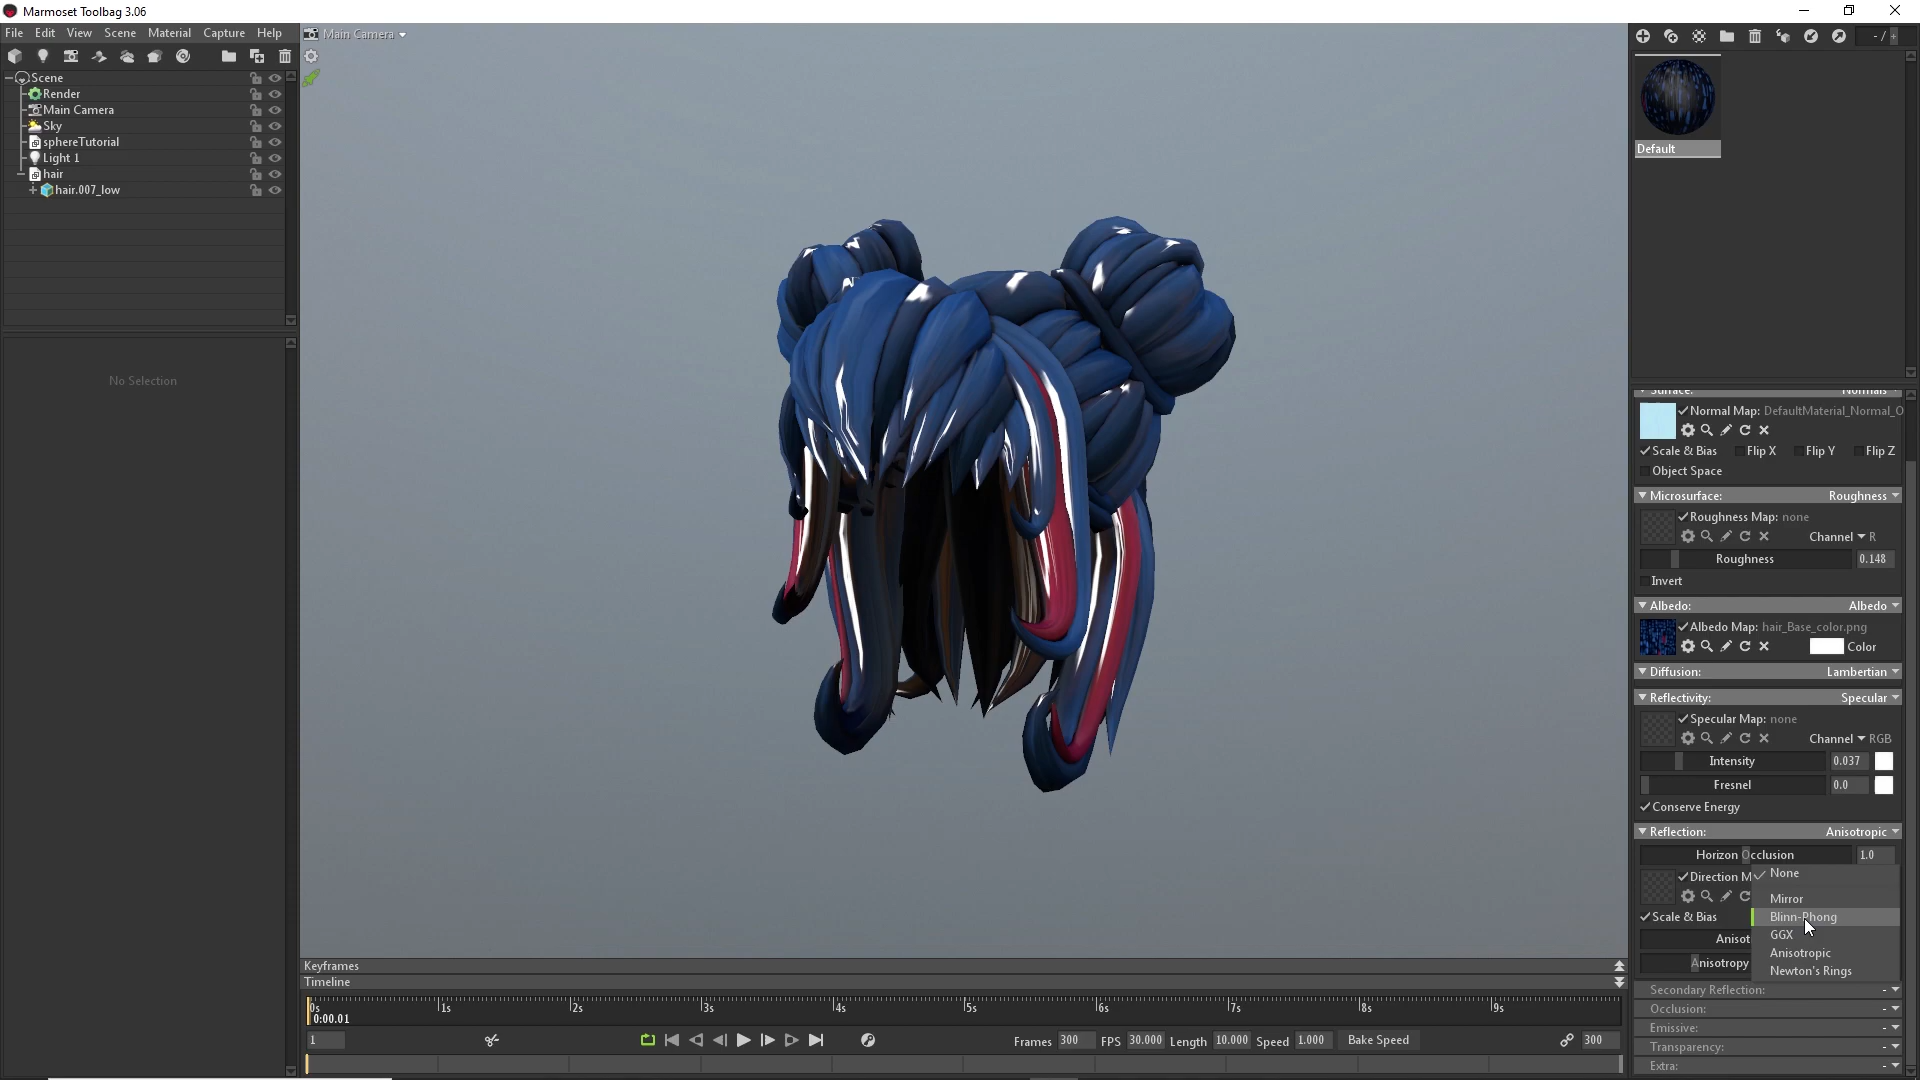 Marmoset Toolbag 3.06
File Edit View Scene Material Capture Help
Main Camera
- / +
Scene
Render
Main Camera
Sky
sphereTutorial
Light 1
hair
hair.007_low
No Selection
Default
Surface: Normals
Normal Map: DefaultMaterial_Normal_O
Scale & Bias Flip X Flip Y Flip Z
Object Space
Microsurface: Roughness
Roughness Map: none
Channel R
Roughness 0.148
Invert
Albedo: Albedo
Albedo Map: hair_Base_color.png
Color
Diffusion: Lambertian
Reflectivity: Specular
Specular Map: none
Channel RGB
Intensity 0.037
Fresnel 0.0
Conserve Energy
Reflection: Anisotropic
Horizon Occlusion 1.0
Direction M
None
Mirror
Scale & Bias
Blinn-Phong
GGX
Anisot
Anisotropic
Anisotropy
Newton's Rings
Secondary Reflection: -
Occlusion: -
Emissive: -
Transparency: -
Extra: -
Keyframes
Timeline
0s 1s 2s 3s 4s 5s 6s 7s 8s 9s
0:00.01
1
Frames 300 FPS 30.000 Length 10.000 Speed 1.000 Bake Speed 300